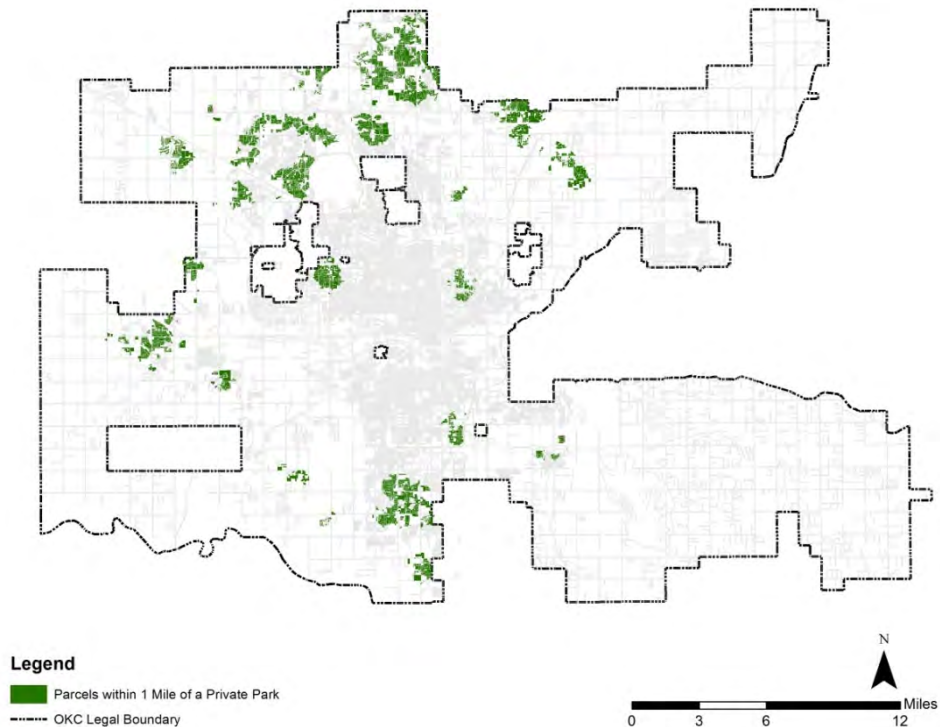 Legend
Parcels within 1 Mile of a Private Park
OKC Legal Boundary
N
Miles
0 3 6 12